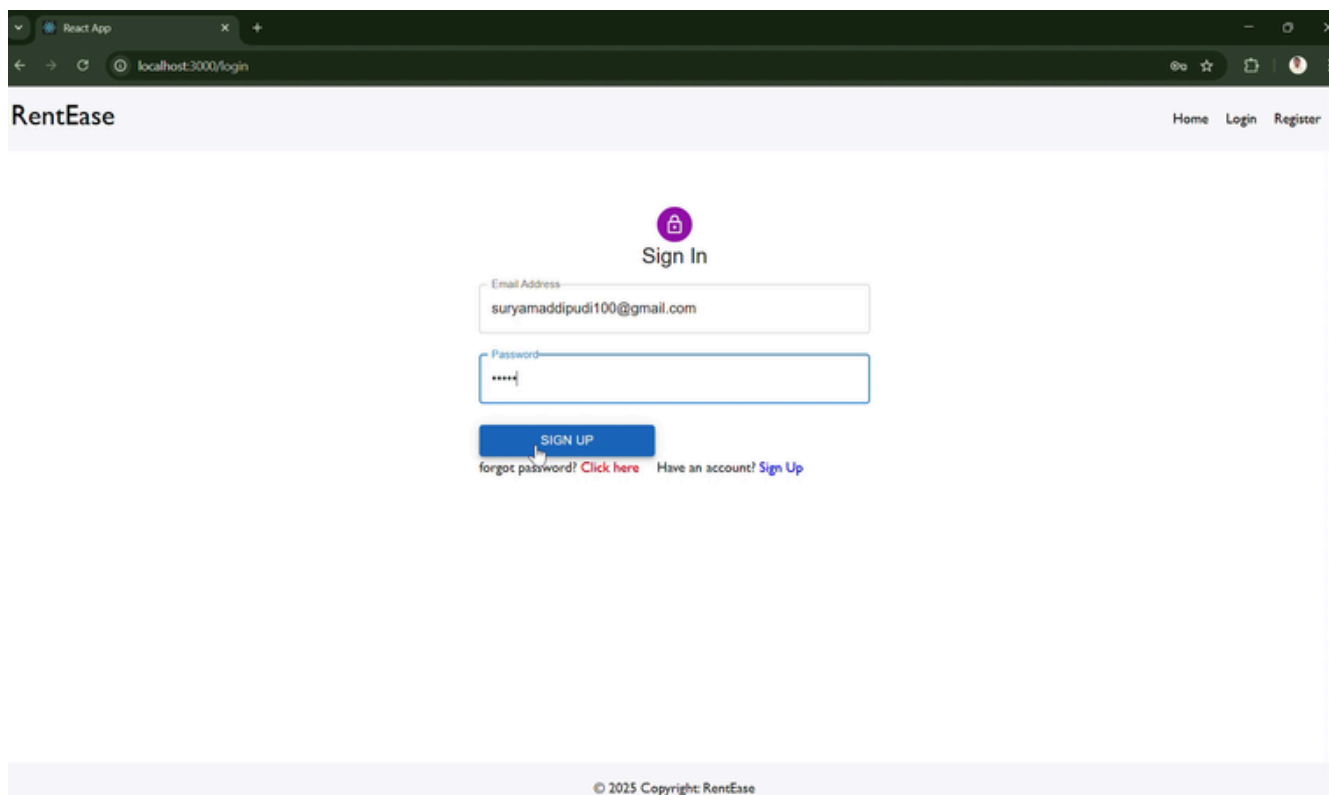 React App
localhost:3000/login
RentEase
Home Login Register
Sign In
Email Address
suryamaddipudi100@gmail.com
Password
•••••
SIGN UP
forgot password? Click here Have an account? Sign Up
© 2025 Copyright: RentEase